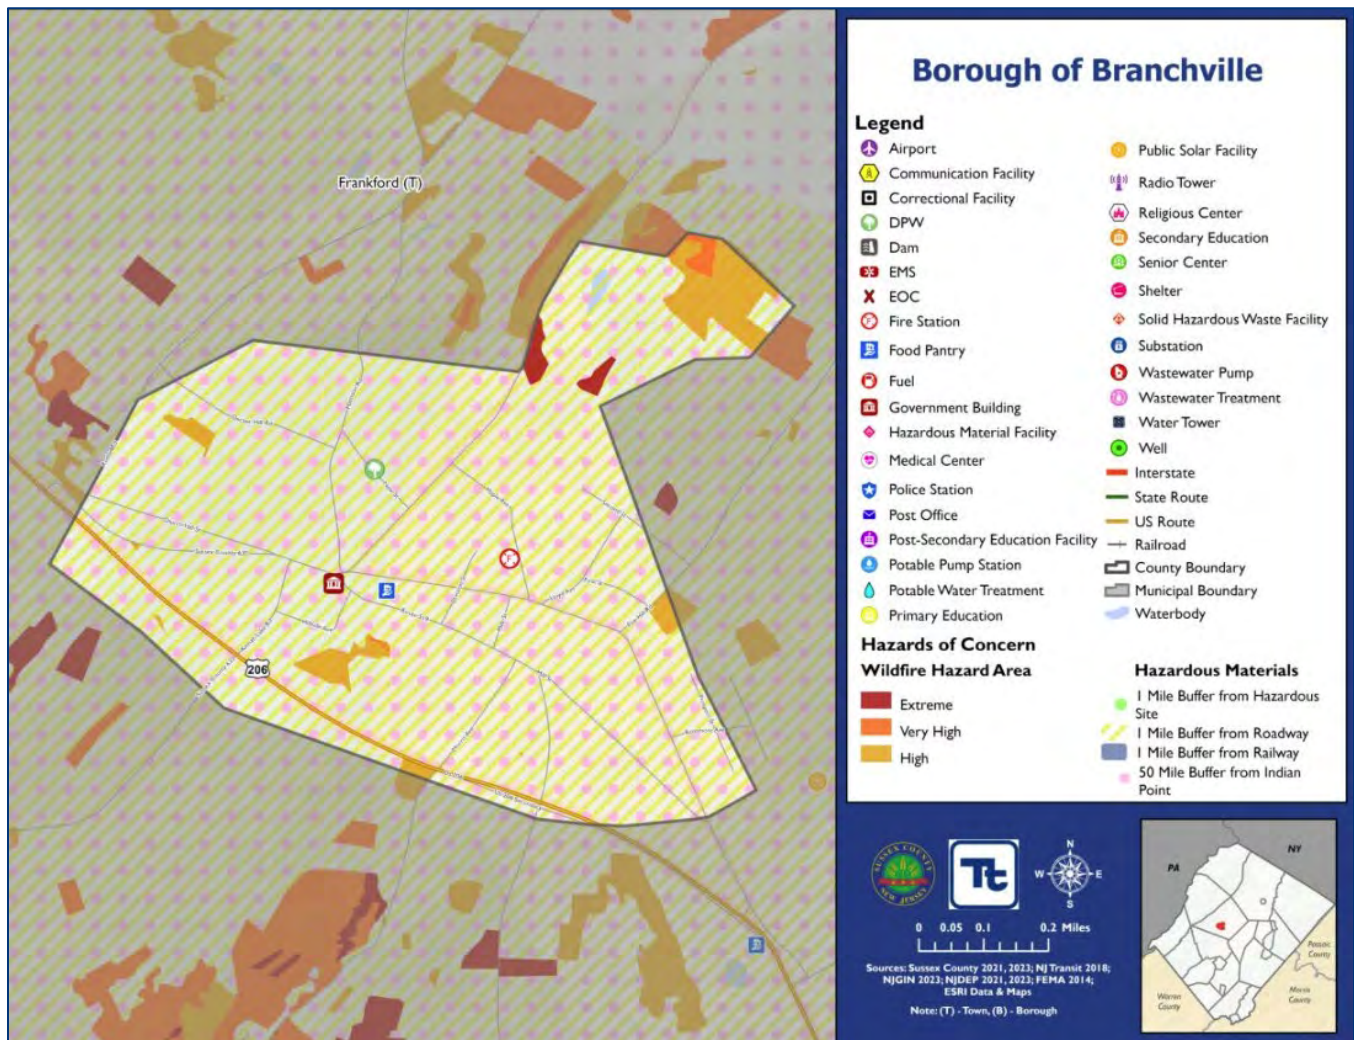 Borough of Branchville
Legend
Airport
Communication Facility
Correctional Facility
DPW
Dam
EMS
EOC
Fire Station
Food Pantry
Fuel
Government Building
Hazardous Material Facility
Medical Center
Police Station
Post Office
Post-Secondary Education Facility
Potable Pump Station
Potable Water Treatment
Primary Education
Public Solar Facility
Radio Tower
Religious Center
Secondary Education
Senior Center
Shelter
Solid Hazardous Waste Facility
Substation
Wastewater Pump
Wastewater Treatment
Water Tower
Well
Interstate
State Route
US Route
Railroad
County Boundary
Municipal Boundary
Waterbody
Hazards of Concern
Wildfire Hazard Area
Extreme
Very High
High
Hazardous Materials
1 Mile Buffer from Hazardous
Site
1 Mile Buffer from Roadway
1 Mile Buffer from Railway
50 Mile Buffer from Indian
Point
Frankford (T)
206
SUSSEX COUNTY
NEW JERSEY
Tt
N
W
E
S
0 0.05 0.1 0.2 Miles
Sources: Sussex County 2021, 2023; NJ Transit 2018;
NJGIN 2023; NJDEP 2021, 2023; FEMA 2014;
ESRI Data & Maps
Note: (T) - Town, (B) - Borough
PA
NY
Passaic
County
Morris
County
Warren
County